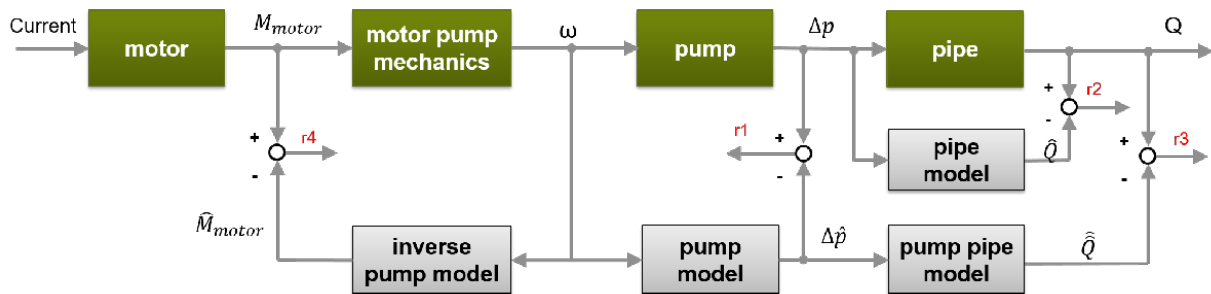 Current
motor
M_motor
motor pump
mechanics
ω
pump
Δp
pipe
Q
+
-
r4
r1
+
-
+
-
r2
+
-
r3
pipe
model
Q̂
M̂_motor
inverse
pump model
pump
model
Δp̂
pump pipe
model
Q̂̂